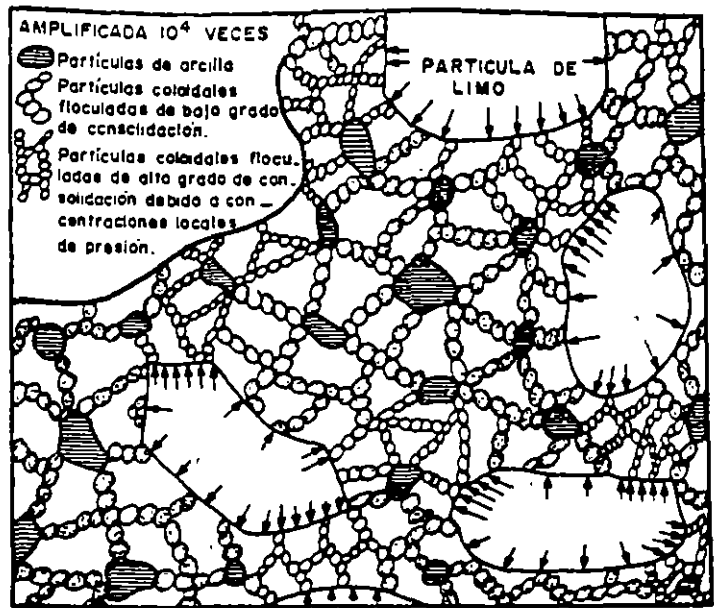 AMPLIFICADA 10⁴ VECES
Partículas de arcilla
Partículas coloidales
floculadas de bajo grado
de consolidación.
Partículas coloidales flocu-
ladas de alto grado de con-
solidación debido a con-
centraciones locales
de presión.
PARTICULA DE
LIMO